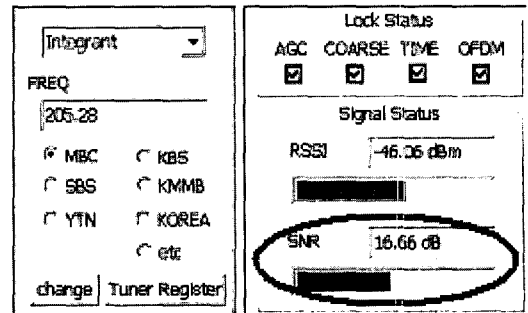 Integrant
FREQ
205.28
MBC KBS
SBS KMMB
YTN KOREA
etc
change Tuner Register
Lock Status
AGC COARSE TIME OFDM
Signal Status
RSSI -46.06 dBm
SNR 16.66 dB